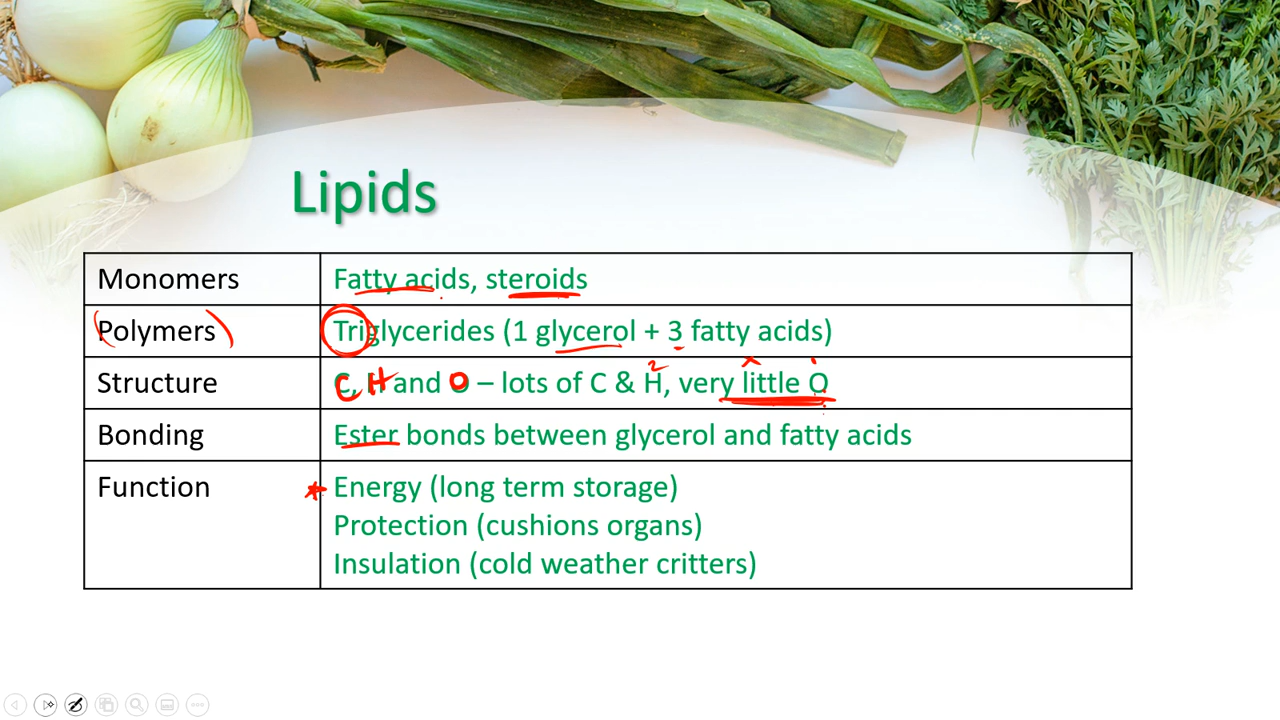 Lipids
Monomers
Fatty acids, steroids
(Polymers)
Triglycerides (1 glycerol + 3 fatty acids)
Structure
C, H and O – lots of C & H, very little O
2
Bonding
Ester bonds between glycerol and fatty acids
Function
Energy (long term storage)
Protection (cushions organs)
Insulation (cold weather critters)